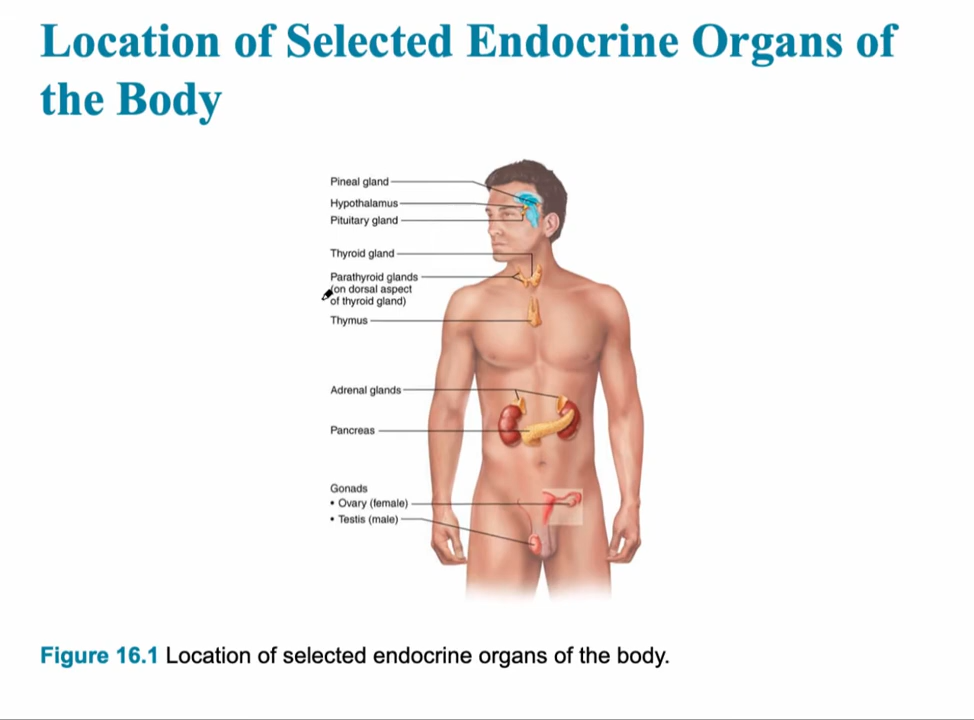 Location of Selected Endocrine Organs of
the Body
Pineal gland
Hypothalamus
Pituitary gland
Thyroid gland
Parathyroid glands
(on dorsal aspect
of thyroid gland)
Thymus
Adrenal glands
Pancreas
Gonads
• Ovary (female)
• Testis (male)
Figure 16.1 Location of selected endocrine organs of the body.